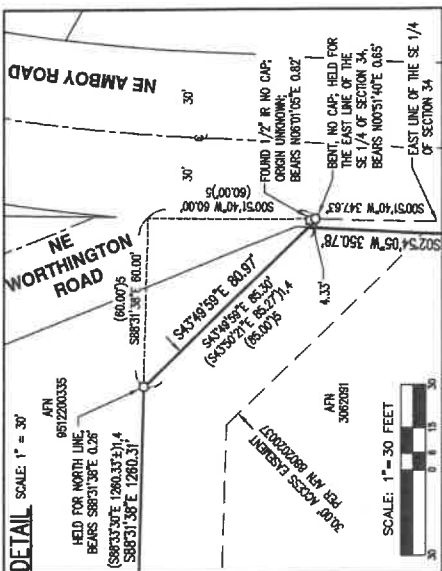 DETAIL SCALE: 1" = 30'
NE AMBOY ROAD
30'
30'
NE
WORTHINGTON
ROAD
AFN
9512200335
HELD FOR NORTH LINE,
BEARS S88°31'38"E 0.26'
(S88°33'30"E 1260.33'±)1,4
S88°31'38"E 1260.31'
(60.00')5
S88°31'38"E 60.00'
S00°51'40"W 60.00'
(60.00')5
FOUND 1/2" IR NO CAP;
ORIGIN UNKNOWN;
BEARS N06°01'05"E 0.82'
BENT, NO CAP; HELD FOR
THE EAST LINE OF THE
SE 1/4 OF SECTION 34,
BEARS N00°51'40"E 0.65'
S00°51'40"W 347.63'
EAST LINE OF THE SE 1/4
OF SECTION 34
S02°54'05"W 350.78'
S43°49'59"E 80.97'
S43°49'59"E 85.30'
(S43°50'21"E 85.27')1,4
(85.00')5
4.33'
30.00' ACCESS EASEMENT
PER AFN 8802020037
AFN
3062091
SCALE: 1"= 30 FEET
30 0 6 15 30